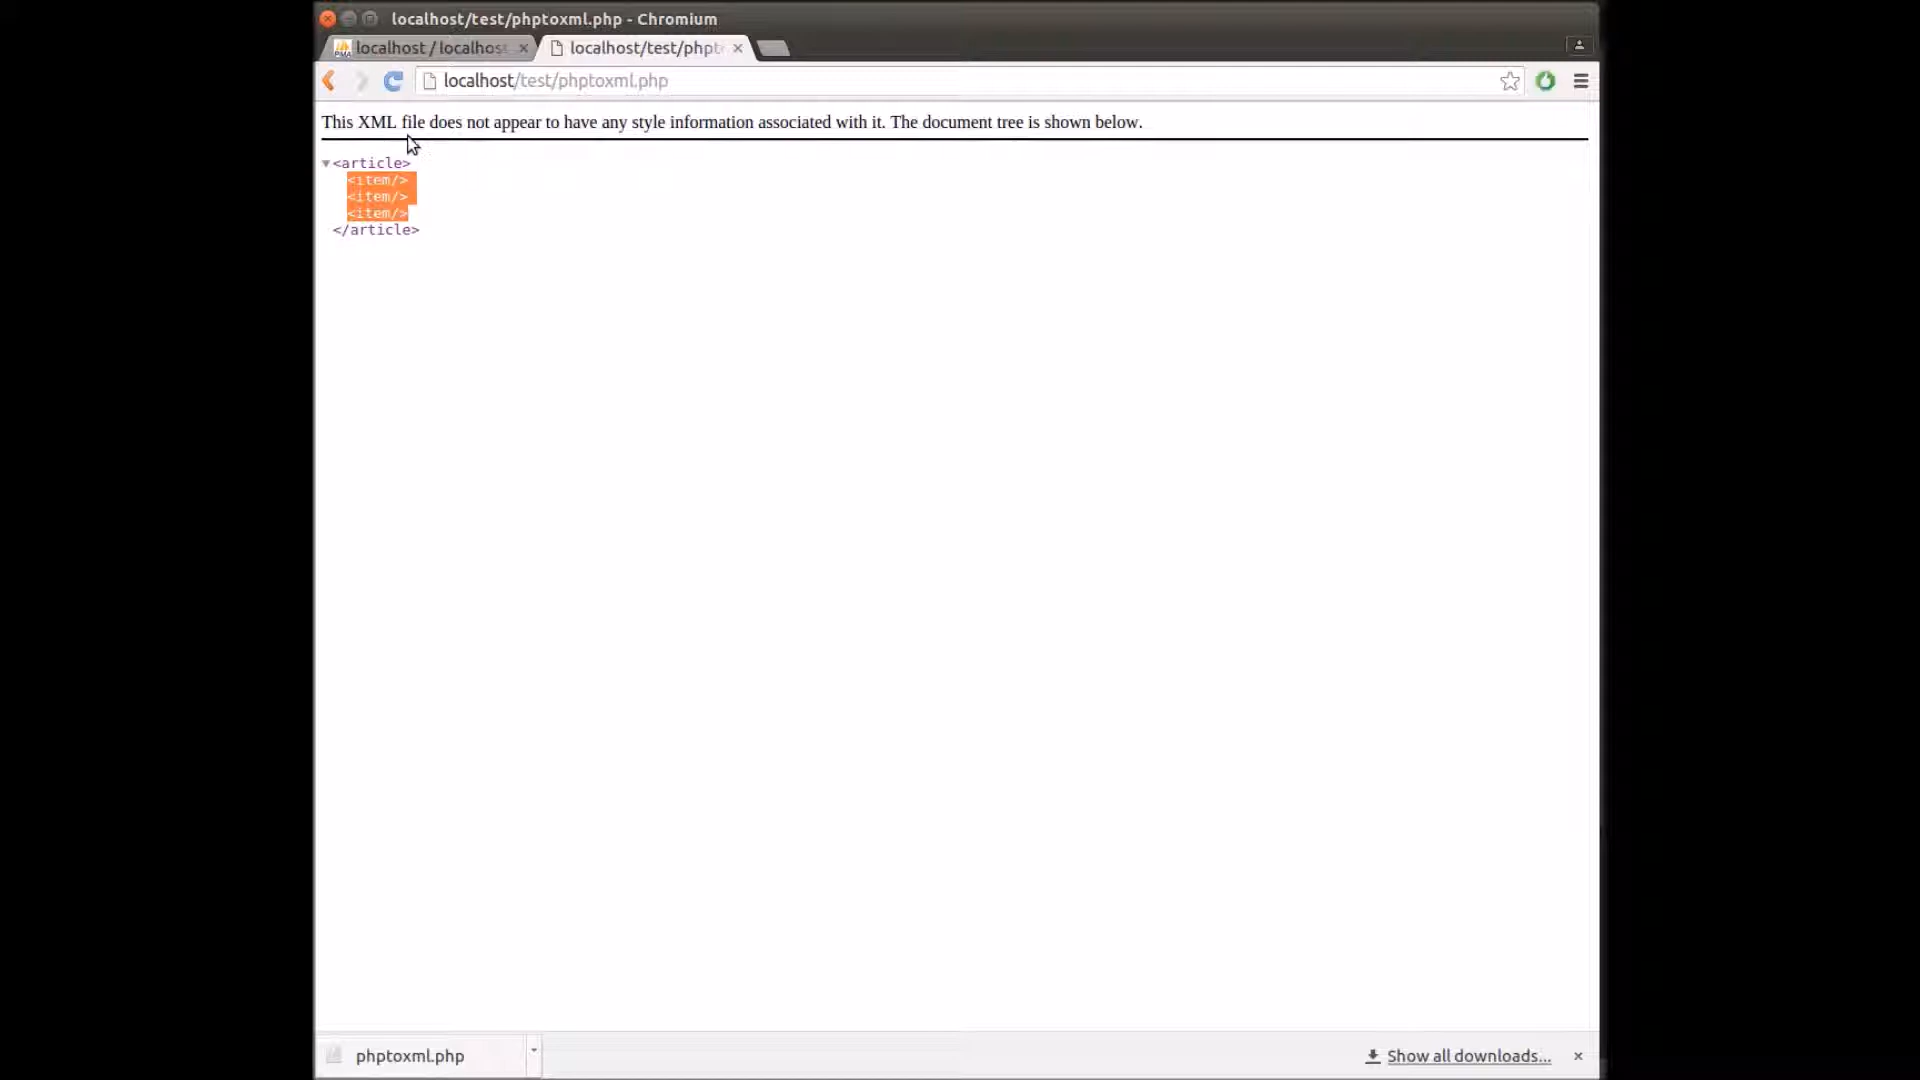 localhost/test/phptoxml.php - Chromium
localhost / localhost
localhost/test/phpt
localhost/test/phptoxml.php
This XML file does not appear to have any style information associated with it. The document tree is shown below.
<article>
<item/>
<item/>
<item/>
</article>
phptoxml.php
Show all downloads...